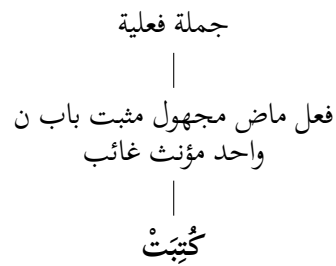 جملة فعلية
فعل ماض مجهول مثبت باب ن
واحد مؤنث غائب
كُتِبَتْ